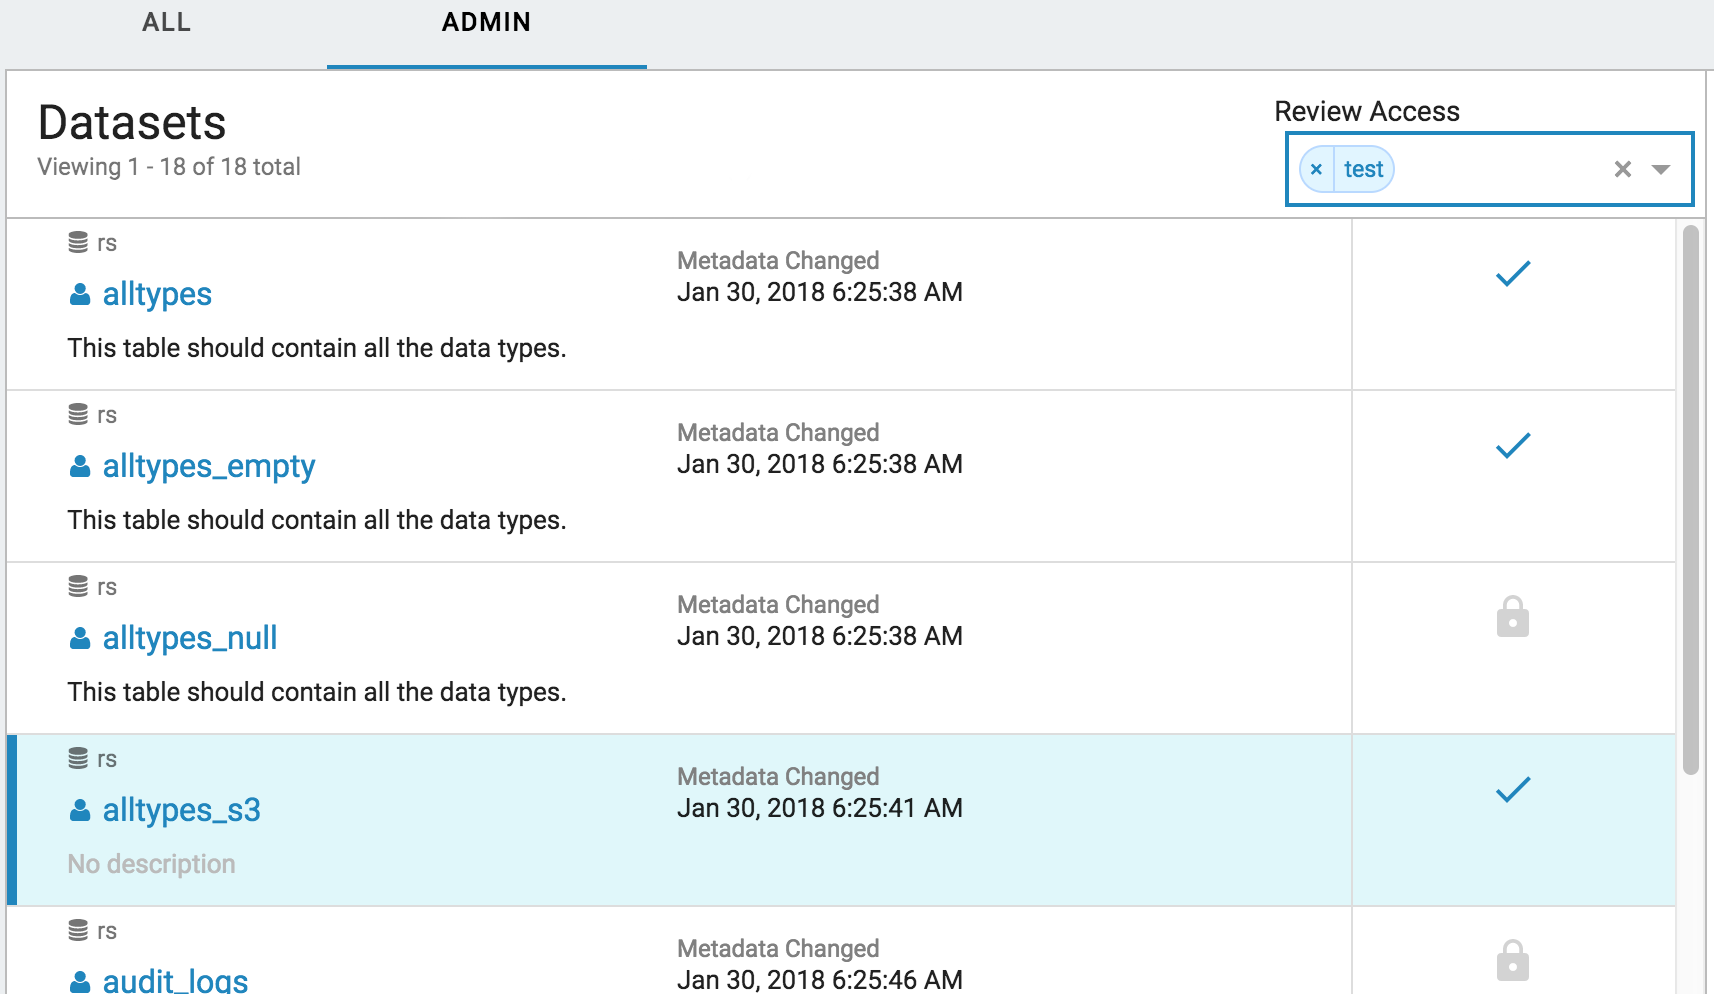 ALL
ADMIN
Datasets
Viewing 1 - 18 of 18 total
Review Access
× test
rs
alltypes
This table should contain all the data types.
Metadata Changed
Jan 30, 2018 6:25:38 AM
rs
alltypes_empty
This table should contain all the data types.
Metadata Changed
Jan 30, 2018 6:25:38 AM
rs
alltypes_null
This table should contain all the data types.
Metadata Changed
Jan 30, 2018 6:25:38 AM
rs
alltypes_s3
No description
Metadata Changed
Jan 30, 2018 6:25:41 AM
rs
audit_logs
Metadata Changed
Jan 30, 2018 6:25:46 AM